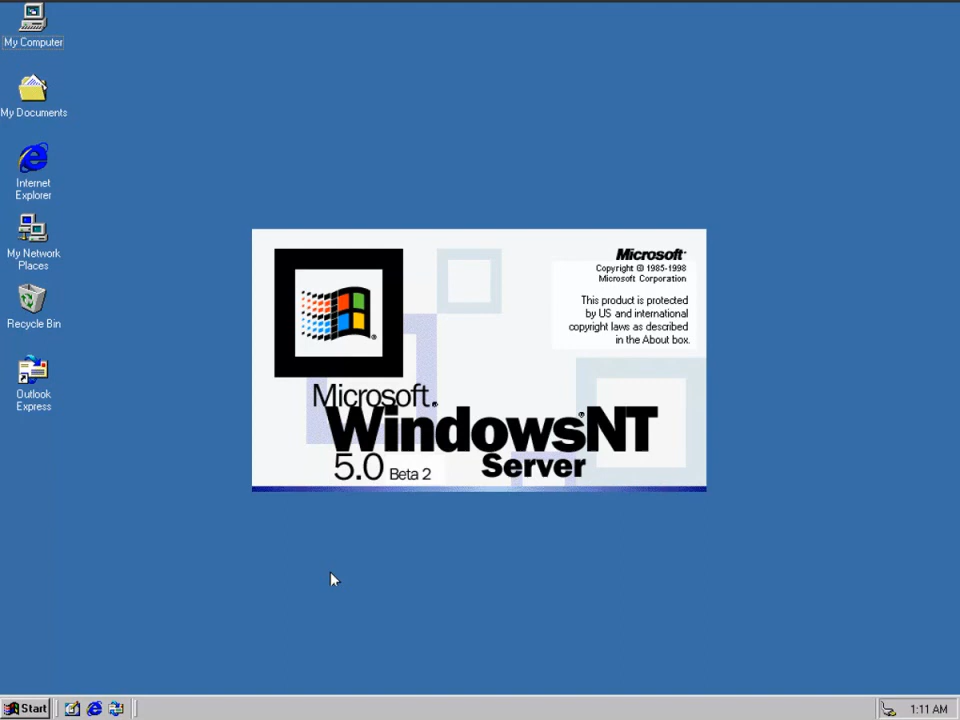 My Computer
My Documents
Internet
Explorer
My Network
Places
Recycle Bin
Outlook
Express
Microsoft®
Copyright © 1985-1998
Microsoft Corporation
This product is protected
by US and international
copyright laws as described
in the About box.
Microsoft®
WindowsNT®
Server
5.0 Beta 2
Start
1:11 AM